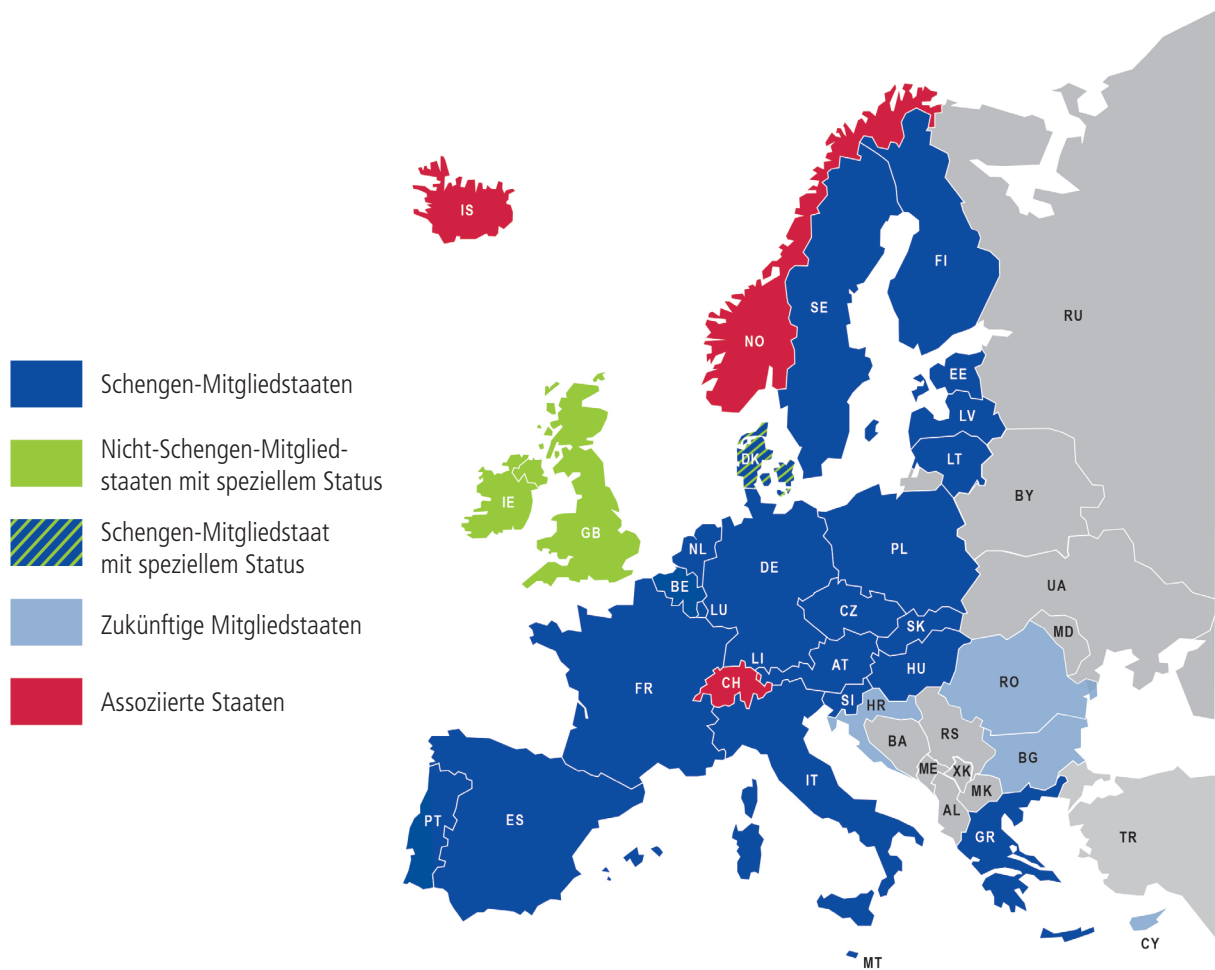 Schengen-Mitgliedstaaten
Nicht-Schengen-Mitglied-
staaten mit speziellem Status
Schengen-Mitgliedstaat
mit speziellem Status
Zukünftige Mitgliedstaaten
Assoziierte Staaten
IS
NO
SE
FI
RU
EE
LV
LT
DK
BY
IE
GB
NL
BE
LU
DE
PL
UA
CZ
SK
MD
LI
AT
HU
FR
CH
SI
HR
RO
BA
RS
BG
IT
ME
XK
MK
AL
PT
ES
GR
TR
CY
MT